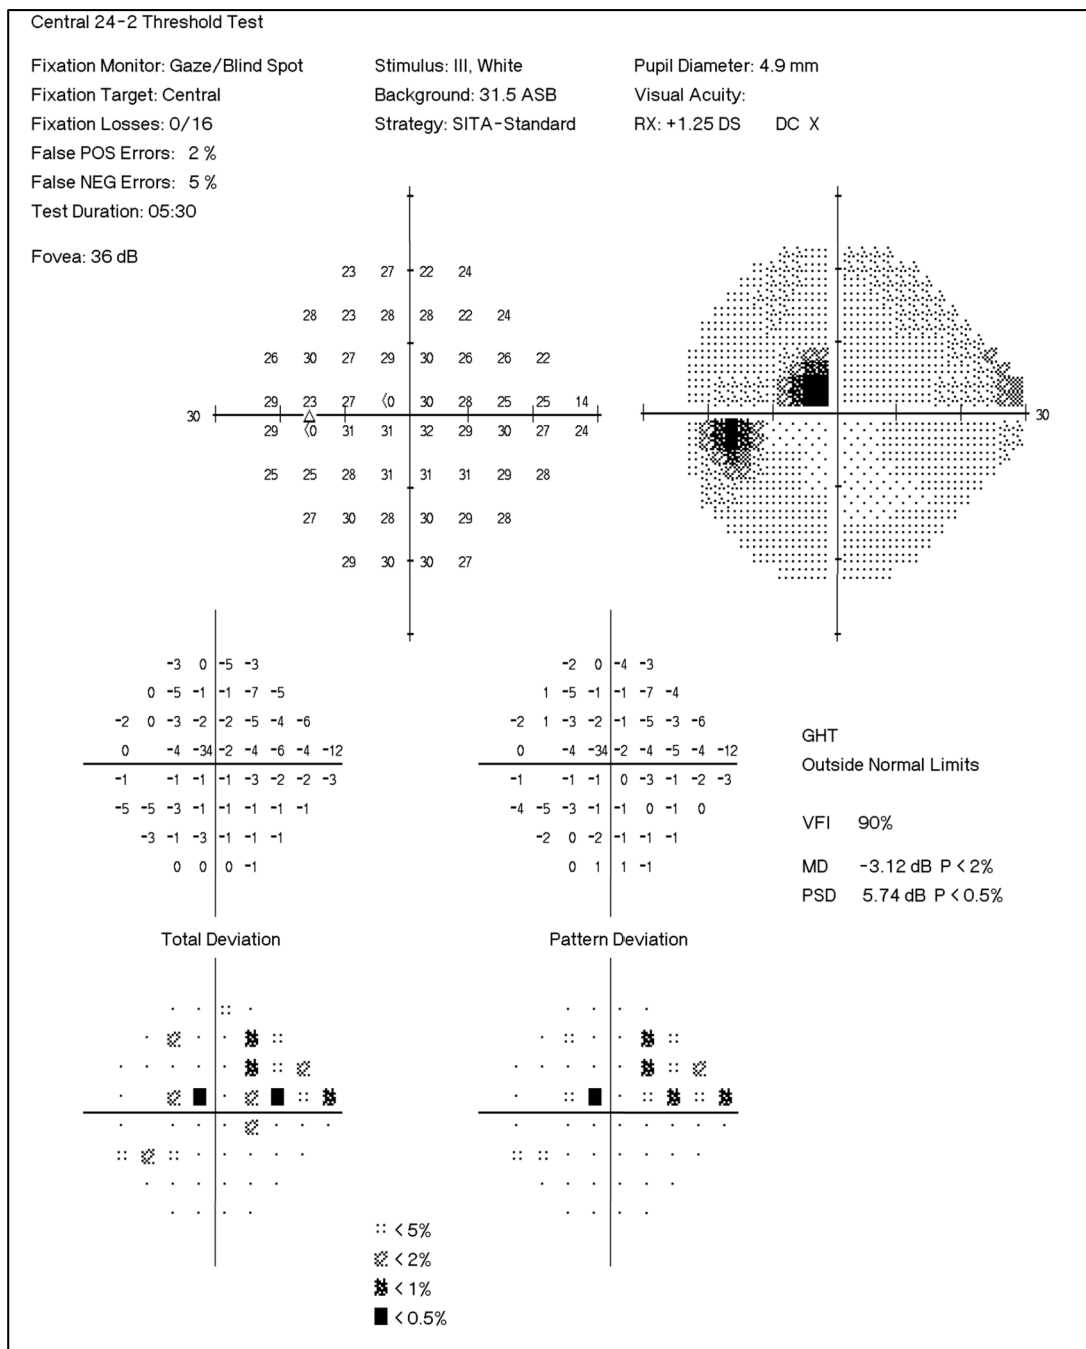 Central 24-2 Threshold Test
Fixation Monitor: Gaze/Blind Spot Stimulus: III, White Pupil Diameter: 4.9 mm
Fixation Target: Central Background: 31.5 ASB Visual Acuity:
Fixation Losses: 0/16 Strategy: SITA-Standard RX: +1.25 DS DC X
False POS Errors: 2 %
False NEG Errors: 5 %
Test Duration: 05:30
Fovea: 36 dB
23 27 22 24
28 23 28 28 22 24
26 30 27 29 30 26 26 22
29 23 27 <0 30 28 25 25 14
30 30
29 <0 31 31 32 29 30 27 24
25 25 28 31 31 31 29 28
27 30 28 30 29 28
29 30 30 27
-3 0 -5 -3 -2 0 -4 -3
0 -5 -1 -1 -7 -5 1 -5 -1 -1 -7 -4
-2 0 -3 -2 -2 -5 -4 -6 -2 1 -3 -2 -1 -5 -3 -6
0 -4 -34 -2 -4 -6 -4 -12 0 -4 -34 -2 -4 -5 -4 -12
-1 -1 -1 -1 -3 -2 -2 -3 -1 -1 -1 0 -3 -1 -2 -3
-5 -5 -3 -1 -1 -1 -1 -1 -4 -5 -3 -1 -1 0 -1 0
-3 -1 -3 -1 -1 -1 -2 0 -2 -1 -1 -1
0 0 0 -1 0 1 1 -1
GHT
Outside Normal Limits
VFI 90%
MD -3.12 dB P < 2%
PSD 5.74 dB P < 0.5%
Total Deviation Pattern Deviation
< 5%
< 2%
< 1%
< 0.5%